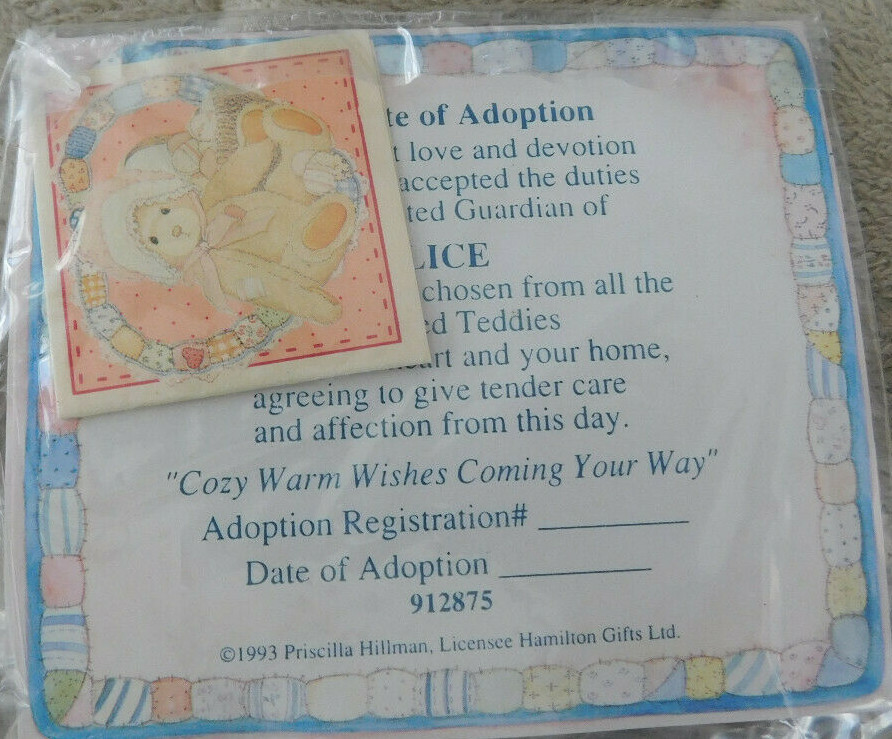 te of Adoption
t love and devotion
accepted the duties
ted Guardian of
LICE
chosen from all the
ed Teddies
eart and your home,
agreeing to give tender care
and affection from this day.
"Cozy Warm Wishes Coming Your Way"
Adoption Registration# ________
Date of Adoption ________
912875
©1993 Priscilla Hillman, Licensee Hamilton Gifts Ltd.